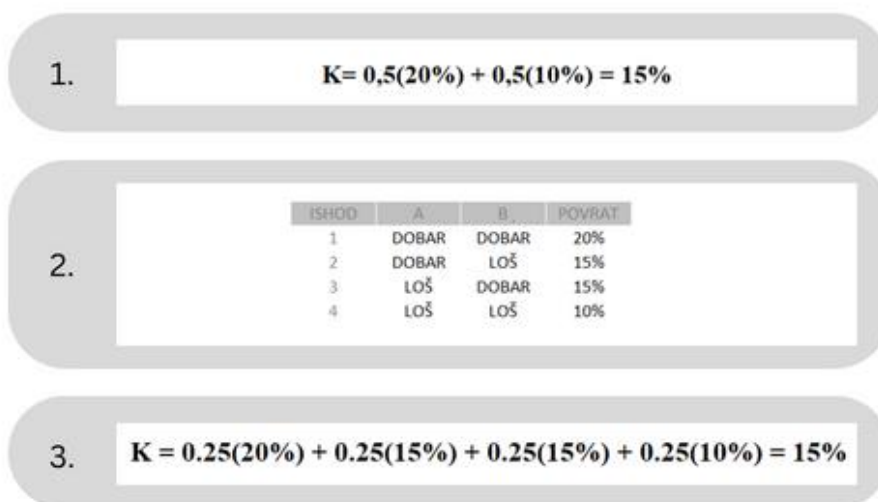 1.
K= 0,5(20%) + 0,5(10%) = 15%
2.
ISHOD A B POVRAT
1 DOBAR DOBAR 20%
2 DOBAR LOŠ 15%
3 LOŠ DOBAR 15%
4 LOŠ LOŠ 10%
3.
K = 0.25(20%) + 0.25(15%) + 0.25(15%) + 0.25(10%) = 15%